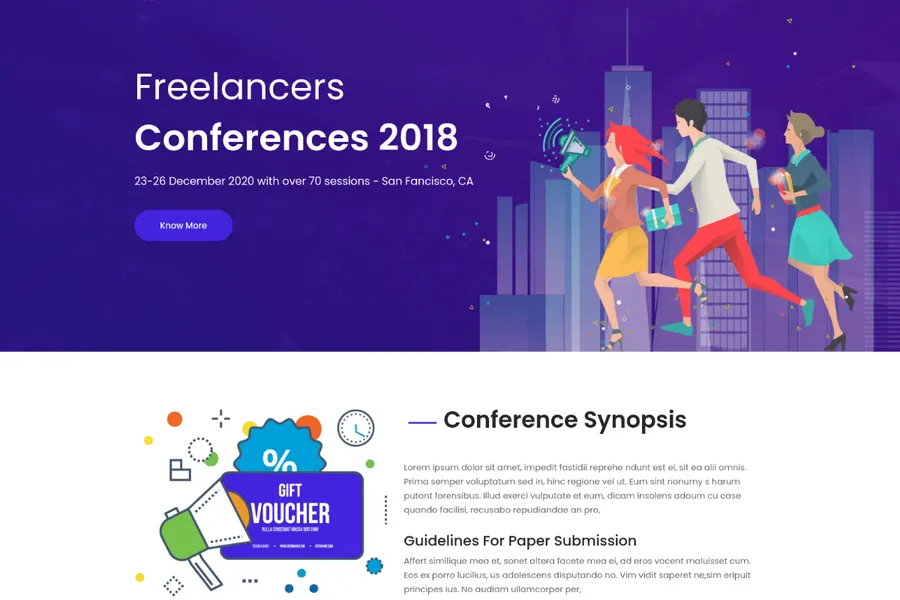 Freelancers
Conferences 2018
23-26 December 2020 with over 70 sessions - San Fancisco, CA
Know More
Conference Synopsis
%
GIFT
VOUCHER
Lorem ipsum dolor sit amet, impedit fastidii reprehe ndunt est ei, sit ea alii omnis.
Prima semper voluptatum sed in, hinc regione vel ut. Eum sint nonumy s harum
putant forensibus. Illud exerci vulputate et eum, dicam insolens adoum cu case
quando facilisi, recusabo repudiandae an pro,
Guidelines For Paper Submission
Affert similique mea et, sonet altera facete mea ei, ad eros vocent maluisset cum.
Eos ex porro lucilius, us adolescens disputando no. Vim vidit saperet ne,sim eripuit
principes ius. No audiam ullamcorper per,